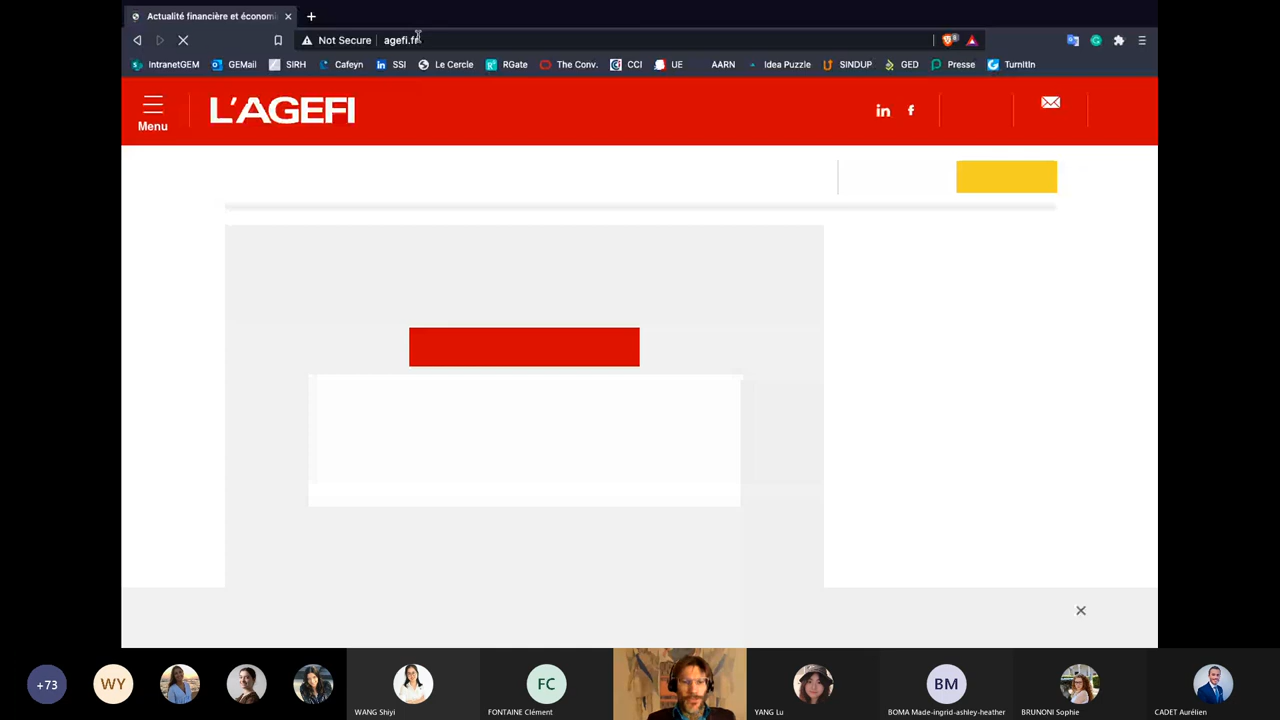 Actualité financière et économi
Not Secure agefi.fr
IntranetGEM GEMail SIRH Cafeyn SSI Le Cercle RGate The Conv. CCI UE AARN Idea Puzzle SINDUP GED Presse TurnitIn
Menu
L'AGEFI
+73
WY
FC
BM
WANG Shiyi
FONTAINE Clément
YANG Lu
BOMA Made-ingrid-ashley-heather
BRUNONI Sophie
CADET Aurélien